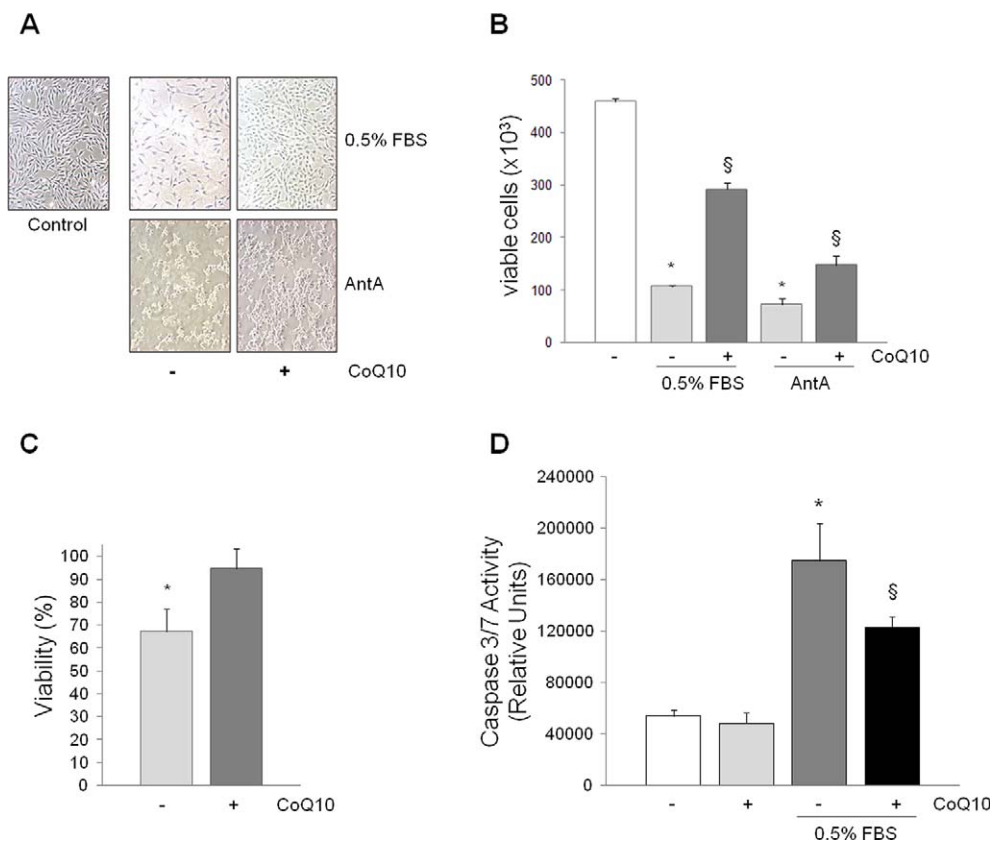 A
Control
0.5% FBS
AntA
- + CoQ10
B
viable cells (x10³)
500
400
300
200
100
0
*
§
*
§
- - + - + CoQ10
0.5% FBS AntA
C
Viability (%)
100
90
80
70
60
50
40
30
20
10
0
*
- + CoQ10
D
Caspase 3/7 Activity
(Relative Units)
240000
200000
160000
120000
80000
40000
0
*
§
- + - + CoQ10
0.5% FBS